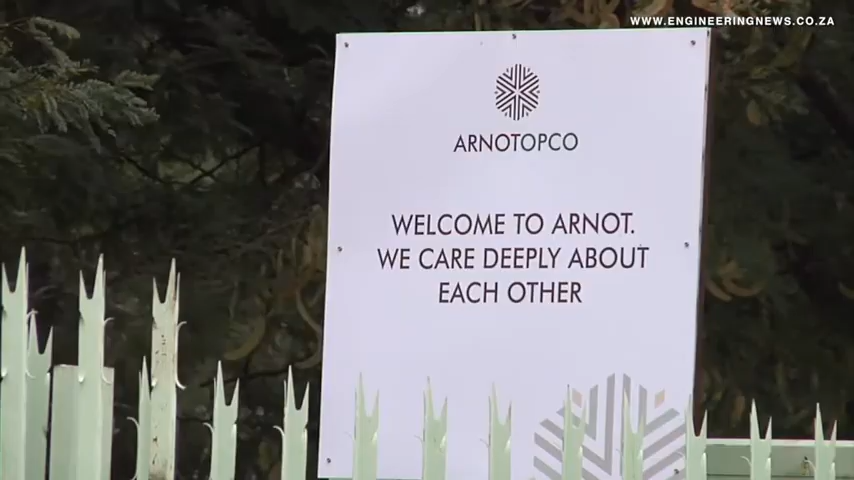 WWW.ENGINEERINGNEWS.CO.ZA
ARNOTOPCO
WELCOME TO ARNOT.
WE CARE DEEPLY ABOUT
EACH OTHER